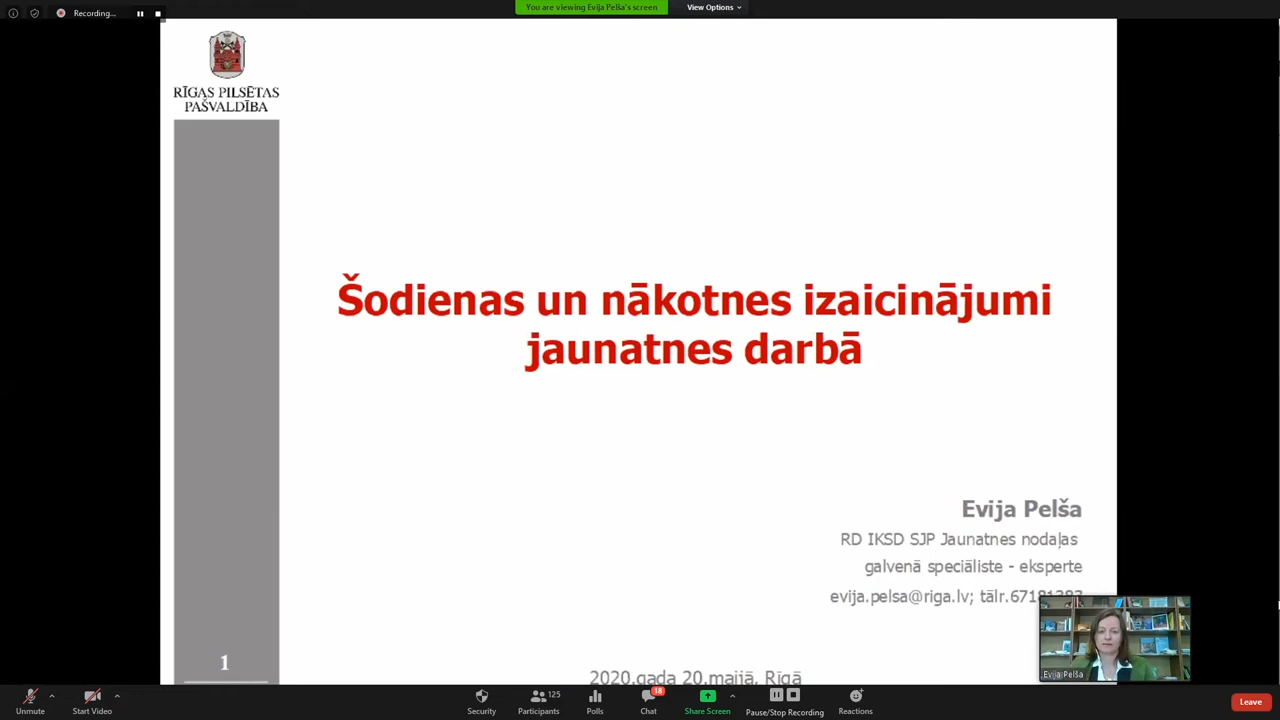 Recording...
You are viewing Evija Pelša's screen
View Options
RĪGAS PILSĒTAS
PAŠVALDĪBA
Šodienas un nākotnes izaicinājumi
jaunatnes darbā
Evija Pelša
RD IKSD SJP Jaunatnes nodaļas
galvenā speciāliste - eksperte
evija.pelsa@riga.lv; tālr.67181383
Evija Pelša
1
2020.gada 20.maijā, Rīgā
Unmute
Start Video
Security
Participants
125
Polls
Chat
18
Share Screen
Pause/Stop Recording
Reactions
Leave